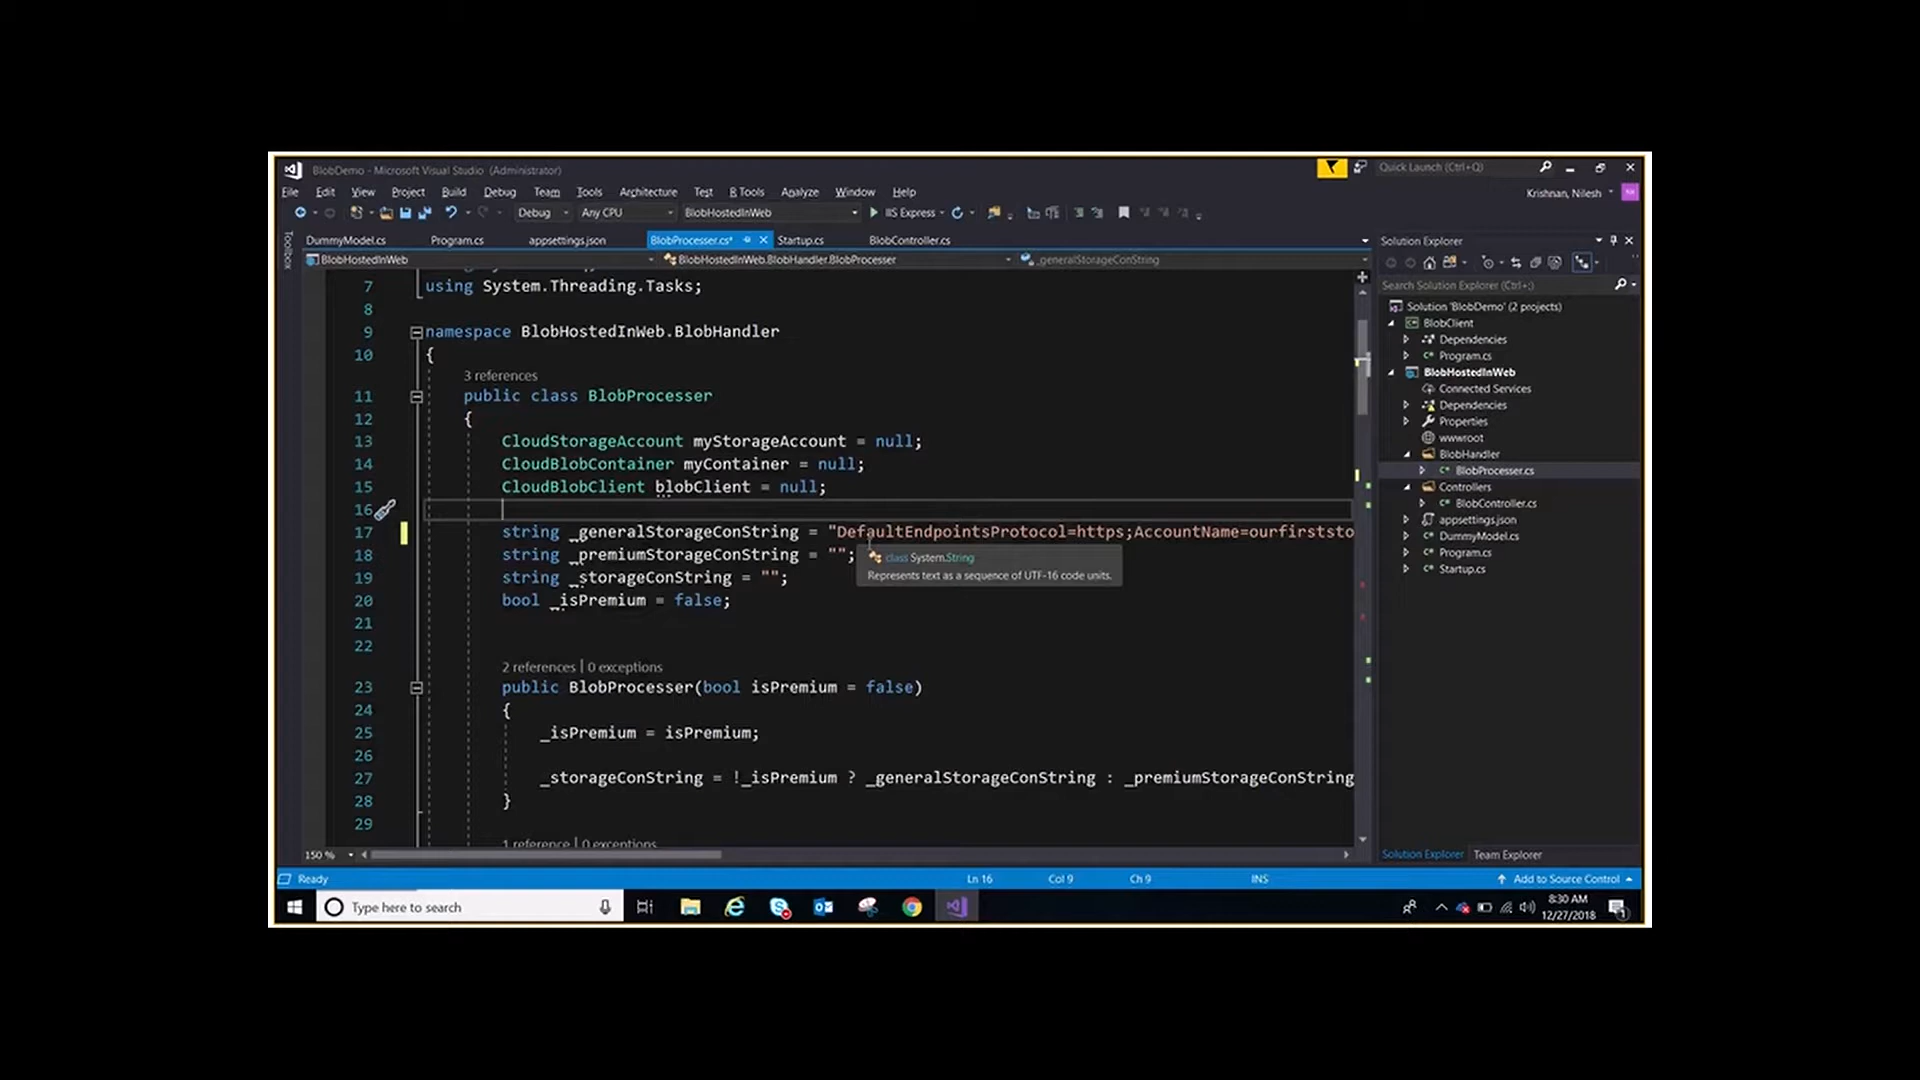 BlobDemo - Microsoft Visual Studio (Administrator)
Quick Launch (Ctrl+Q)
File Edit View Project Build Debug Team Tools Architecture Test R Tools Analyze Window Help
Krishnan, Nilesh
Debug Any CPU BlobHostedInWeb IIS Express
Toolbox
DummyModel.cs Program.cs appsettings.json BlobProcesser.cs* Startup.cs BlobController.cs
BlobHostedInWeb BlobHostedInWeb.BlobHandler.BlobProcesser _generalStorageConString
7 using System.Threading.Tasks;
8
9 namespace BlobHostedInWeb.BlobHandler
10 {
3 references
11 public class BlobProcesser
12 {
13 CloudStorageAccount myStorageAccount = null;
14 CloudBlobContainer myContainer = null;
15 CloudBlobClient blobClient = null;
16
17 string _generalStorageConString = "DefaultEndpointsProtocol=https;AccountName=ourfirststo
18 string _premiumStorageConString = "";
class System.String
Represents text as a sequence of UTF-16 code units.
19 string _storageConString = "";
20 bool _isPremium = false;
21
22
2 references | 0 exceptions
23 public BlobProcesser(bool isPremium = false)
24 {
25 _isPremium = isPremium;
26
27 _storageConString = !_isPremium ? _generalStorageConString : _premiumStorageConString
28 }
29
1 reference | 0 exceptions
150 %
Solution Explorer
Search Solution Explorer (Ctrl+;)
Solution 'BlobDemo' (2 projects)
BlobClient
Dependencies
C# Program.cs
BlobHostedInWeb
Connected Services
Dependencies
Properties
wwwroot
BlobHandler
C# BlobProcesser.cs
Controllers
C# BlobController.cs
appsettings.json
C# DummyModel.cs
C# Program.cs
C# Startup.cs
Solution Explorer Team Explorer
Ready Ln 16 Col 9 Ch 9 INS Add to Source Control
Type here to search
8:30 AM
12/27/2018
1